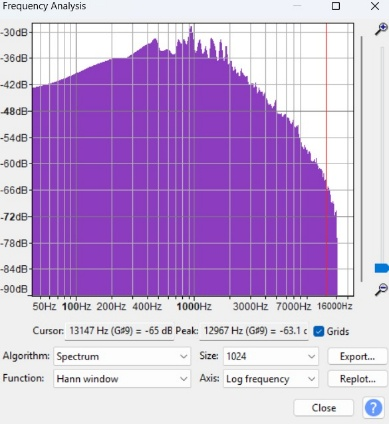 Frequency Analysis
-30dB
-36dB
-42dB
-48dB
-54dB
-60dB
-66dB
-72dB
-78dB
-84dB
-90dB
50Hz 100Hz 200Hz 400Hz 1000Hz 3000Hz 7000Hz 16000Hz
Cursor: 13147 Hz (G#9) = -65 dB Peak: 12967 Hz (G#9) = -63.1 c Grids
Algorithm: Spectrum Size: 1024 Export...
Function: Hann window Axis: Log frequency Replot...
Close ?